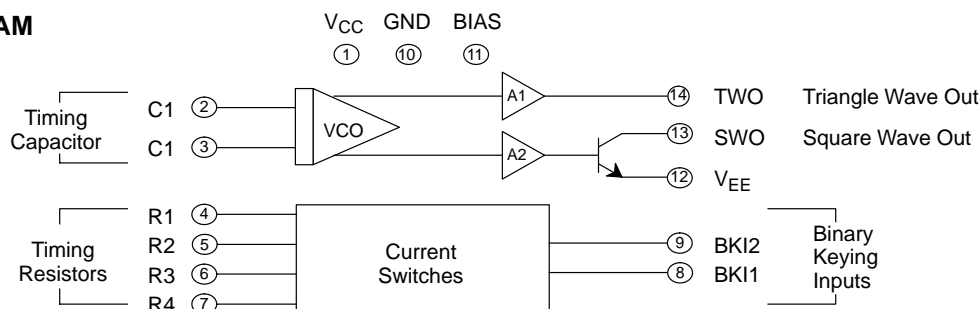 AM
VCC GND BIAS
1 10 11
Timing
Capacitor
C1 2
C1 3
VCO
A1
A2
14 TWO Triangle Wave Out
13 SWO Square Wave Out
12 VEE
Timing
Resistors
R1 4
R2 5
R3 6
R4 7
Current
Switches
9 BKI2
8 BKI1
Binary
Keying
Inputs